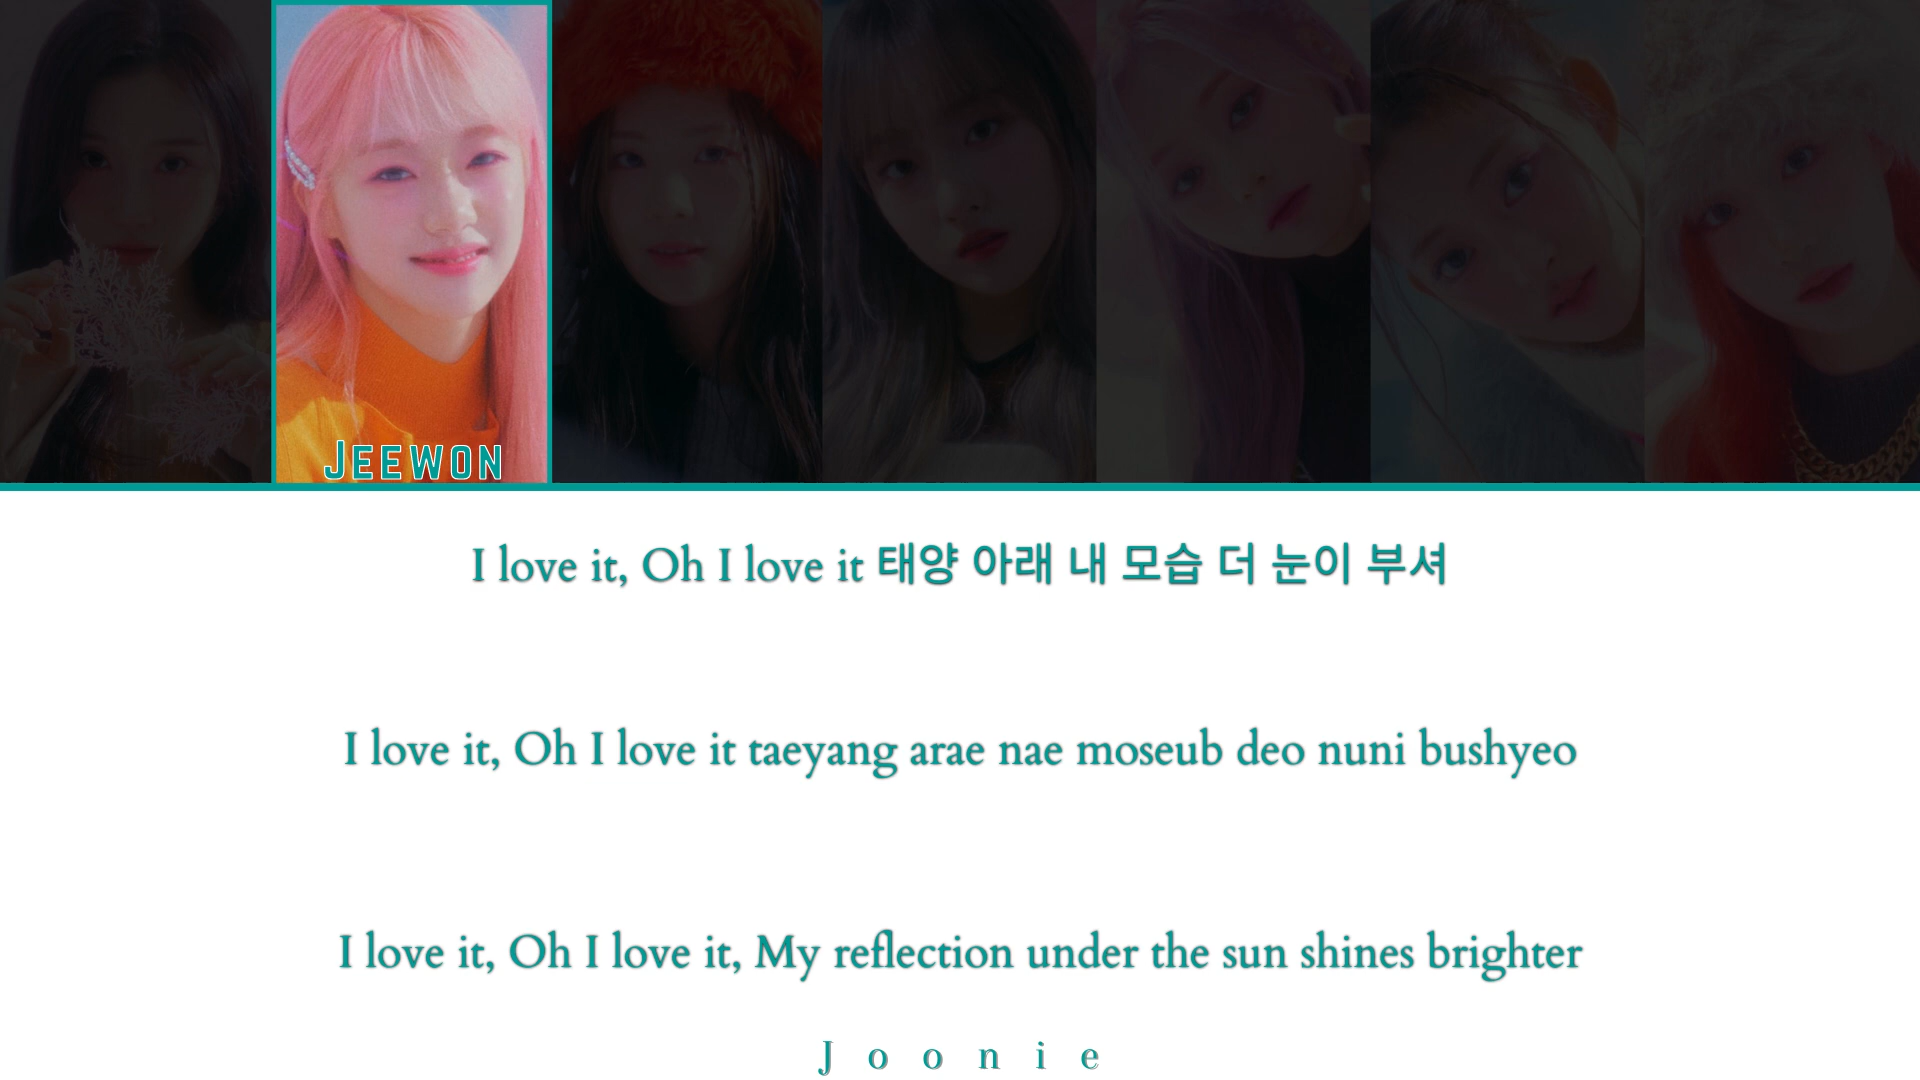 JEEWON
I love it, Oh I love it 태양 아래 내 모습 더 눈이 부셔
I love it, Oh I love it taeyang arae nae moseub deo nuni bushyeo
I love it, Oh I love it, My reflection under the sun shines brighter
Joonie